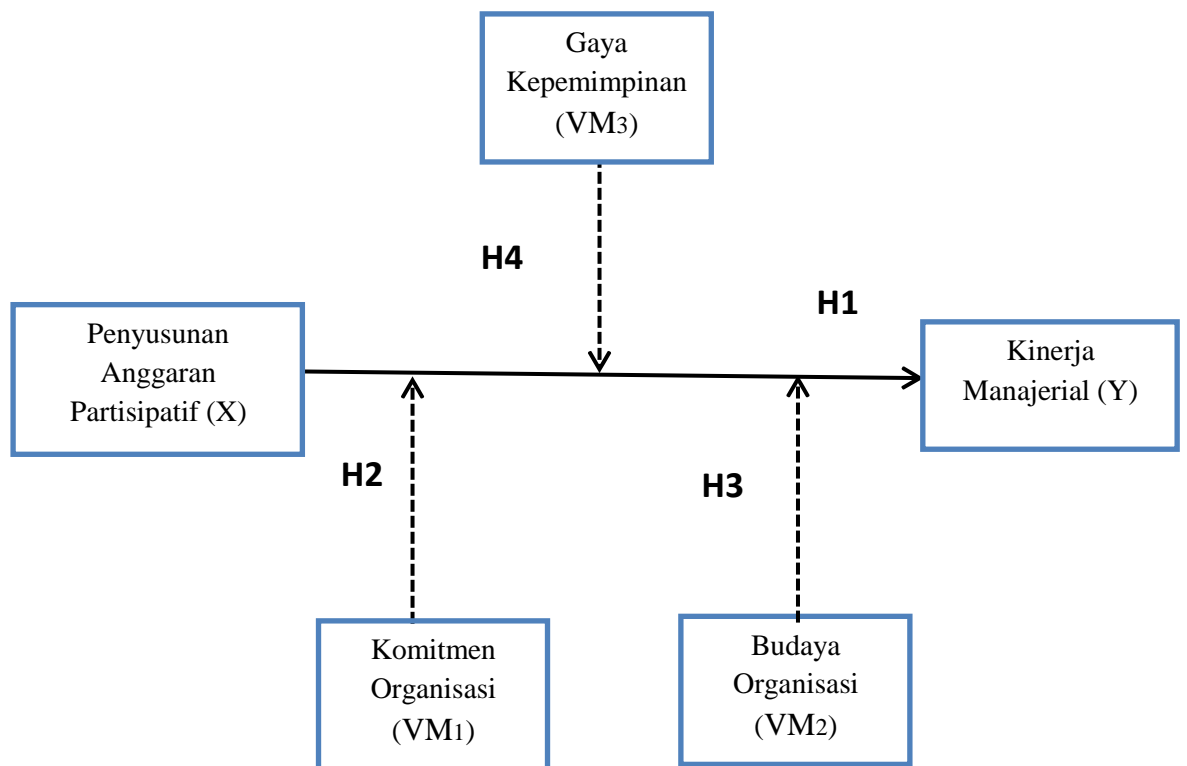 Gaya
Kepemimpinan
(VM3)
H4
H1
Penyusunan
Anggaran
Partisipatif (X)
Kinerja
Manajerial (Y)
H2
H3
Komitmen
Organisasi
(VM1)
Budaya
Organisasi
(VM2)